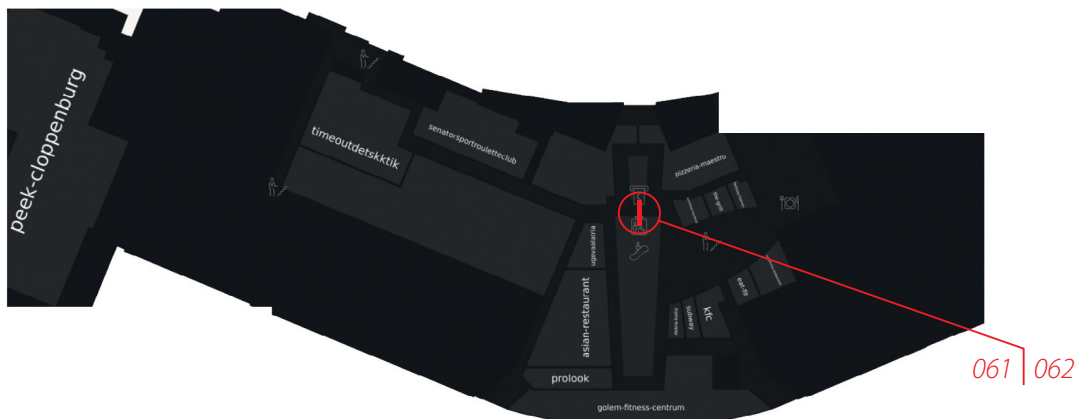 peek-cloppenburg
timeoutdetskktik
senatorsportrouletteclub
pizzeria-maestro
the-grill
ugevaalairia
asian-restaurant
eat-fit
kfc
subway
prolook
golem-fitness-centrum
061 062